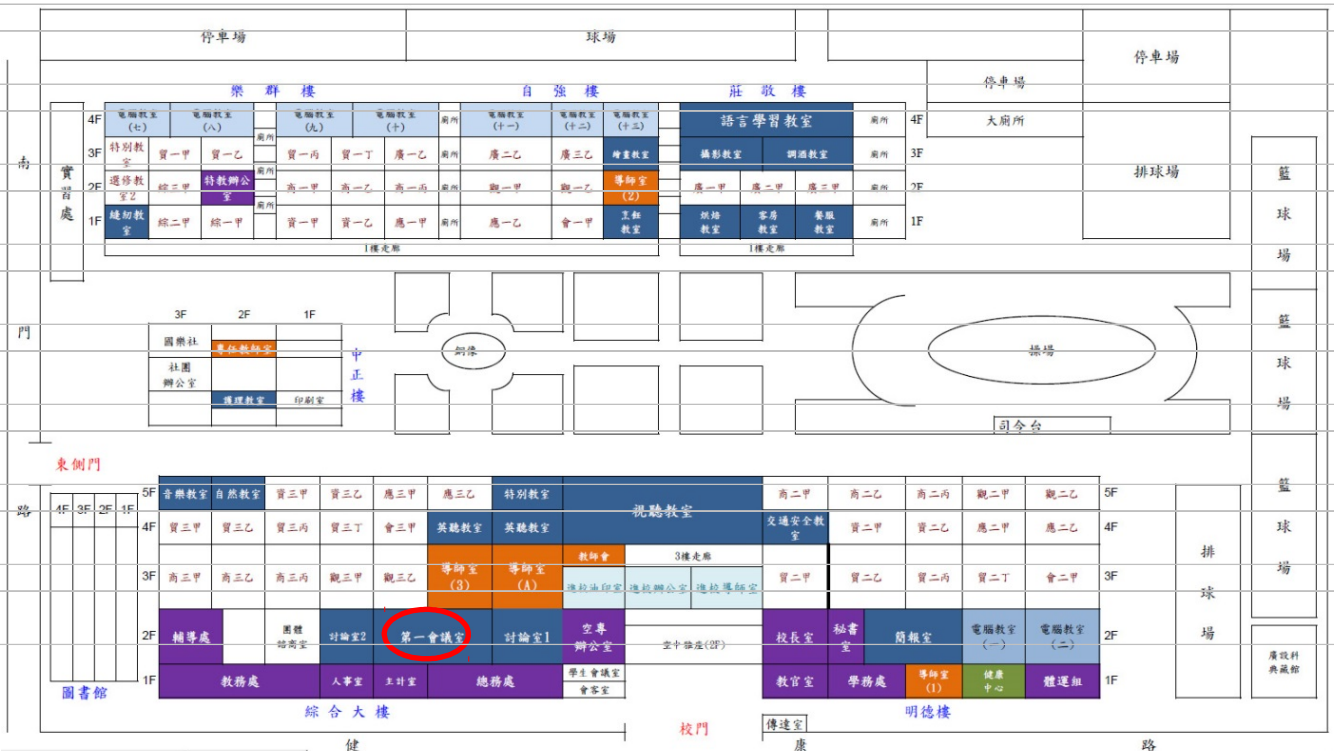 停車場
球場
停車場
停車場
樂群樓
自強樓
莊敬樓
4F
電腦教室(七)
電腦教室(八)
電腦教室(九)
電腦教室(十)
廁所
電腦教室(十一)
電腦教室(十二)
電腦教室(十三)
語言學習教室
廁所
4F
大廁所
廁所
3F
特別教室
貿一甲
貿一乙
貿一丙
貿一丁
廣一乙
廁所
廣二乙
廣三乙
繪畫教室
攝影教室
調酒教室
廁所
3F
排球場
廁所
2F
選修教室2
綜三甲
特教辦公室
商一甲
商一乙
商一丙
廁所
觀一甲
觀一乙
導師室(2)
廣一甲
廣二甲
廣三甲
廁所
2F
廁所
1F
縫紉教室
綜二甲
綜一甲
資一甲
資一乙
應一甲
廁所
應一乙
會一甲
烹飪教室
烘焙教室
客房教室
餐服教室
廁所
1F
1樓走廊
1樓走廊
實習處
南門路
籃球場
籃球場
籃球場
3F
2F
1F
國樂社
專任教師室
社團辦公室
護理教室
印刷室
中正樓
銅像
操場
司令台
東側門
4F 3F 2F 1F
圖書館
5F
音樂教室
自然教室
資三甲
資三乙
應三甲
應三乙
特別教室
視聽教室
商二甲
商二乙
商二丙
觀二甲
觀二乙
5F
4F
貿三甲
貿三乙
貿三丙
貿三丁
會三甲
英聽教室
英聽教室
交通安全教室
資二甲
資二乙
應二甲
應二乙
4F
3F
商三甲
商三乙
商三丙
觀三甲
觀三乙
導師室(3)
導師室(A)
教師會
3樓走廊
進校油印室
進校辦公室
進校導師室
貿二甲
貿二乙
貿二丙
貿二丁
會二甲
3F
2F
輔導處
團體諮商室
討論室2
第一會議室
討論室1
空專辦公室
空中雅座(2F)
校長室
秘書室
簡報室
電腦教室(一)
電腦教室(二)
2F
1F
教務處
人事室
主計室
總務處
學生會議室
會客室
教官室
學務處
導師室(1)
健康中心
體運組
1F
排球場
廣設科典藏館
綜合大樓
明德樓
校門
傳達室
健康路